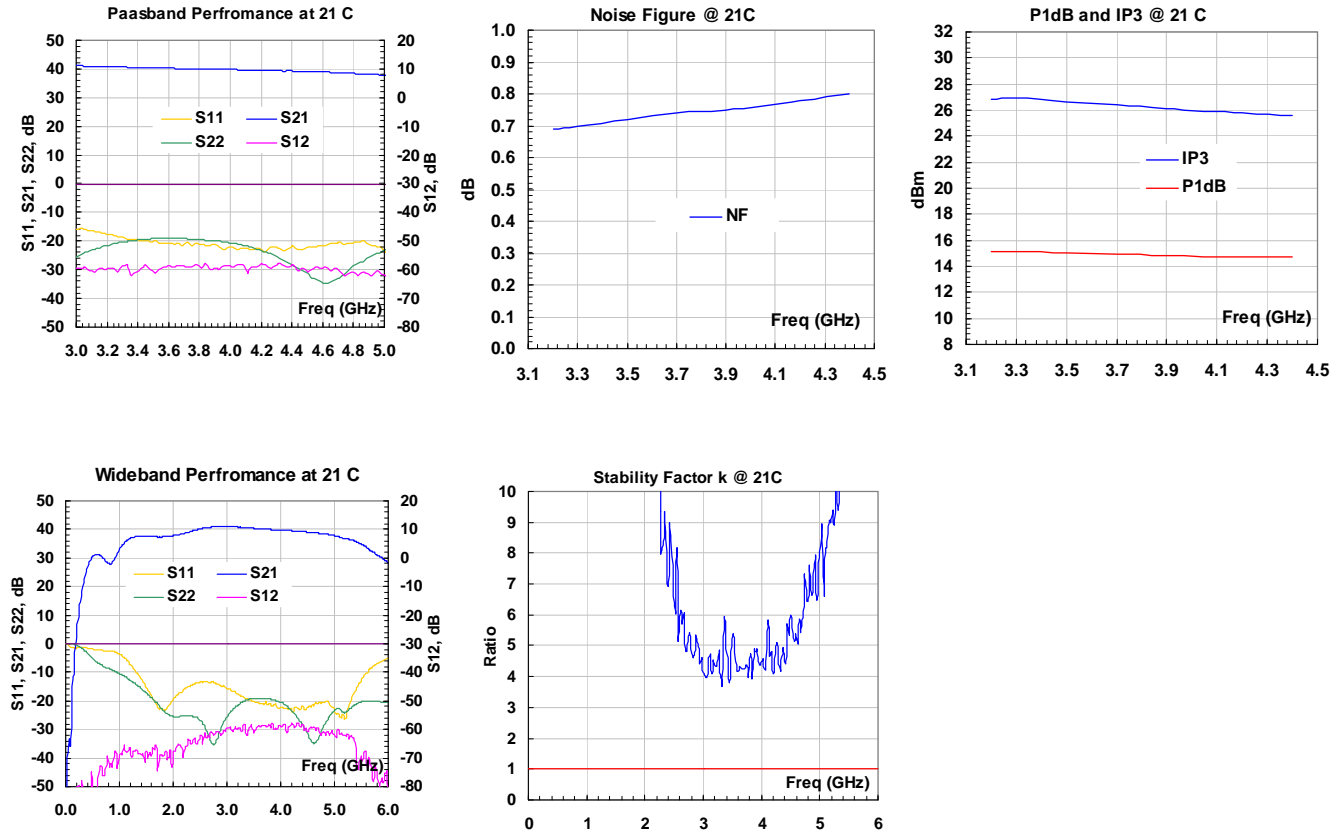 Paasband Perfromance at 21 C
50
40
30
20
10
0
-10
-20
-30
-40
-50
20
10
0
-10
-20
-30
-40
-50
-60
-70
-80
S11, S21, S22, dB
S12, dB
S11
S21
S22
S12
Freq (GHz)
3.0 3.2 3.4 3.6 3.8 4.0 4.2 4.4 4.6 4.8 5.0
Noise Figure @ 21C
1.0
0.9
0.8
0.7
0.6
0.5
0.4
0.3
0.2
0.1
0.0
dB
NF
Freq (GHz)
3.1 3.3 3.5 3.7 3.9 4.1 4.3 4.5
P1dB and IP3 @ 21 C
32
30
28
26
24
22
20
18
16
14
12
10
8
dBm
IP3
P1dB
Freq (GHz)
3.1 3.3 3.5 3.7 3.9 4.1 4.3 4.5
Wideband Perfromance at 21 C
50
40
30
20
10
0
-10
-20
-30
-40
-50
20
10
0
-10
-20
-30
-40
-50
-60
-70
-80
S11, S21, S22, dB
S12, dB
S11
S21
S22
S12
Freq (GHz)
0.0 1.0 2.0 3.0 4.0 5.0 6.0
Stability Factor k @ 21C
10
9
8
7
6
5
4
3
2
1
0
Ratio
Freq (GHz)
0 1 2 3 4 5 6